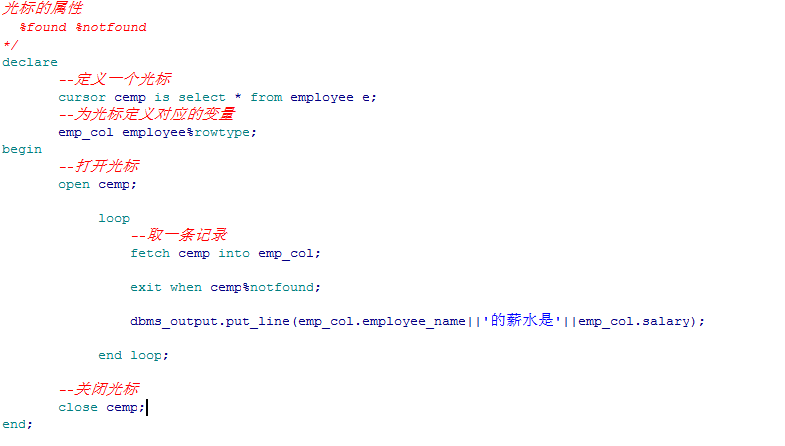 光标的属性
%found %notfound
*/
declare
--定义一个光标
cursor cemp is select * from employee e;
--为光标定义对应的变量
emp_col employee%rowtype;
begin
--打开光标
open cemp;
loop
--取一条记录
fetch cemp into emp_col;
exit when cemp%notfound;
dbms_output.put_line(emp_col.employee_name||'的薪水是'||emp_col.salary);
end loop;
--关闭光标
close cemp;
end;